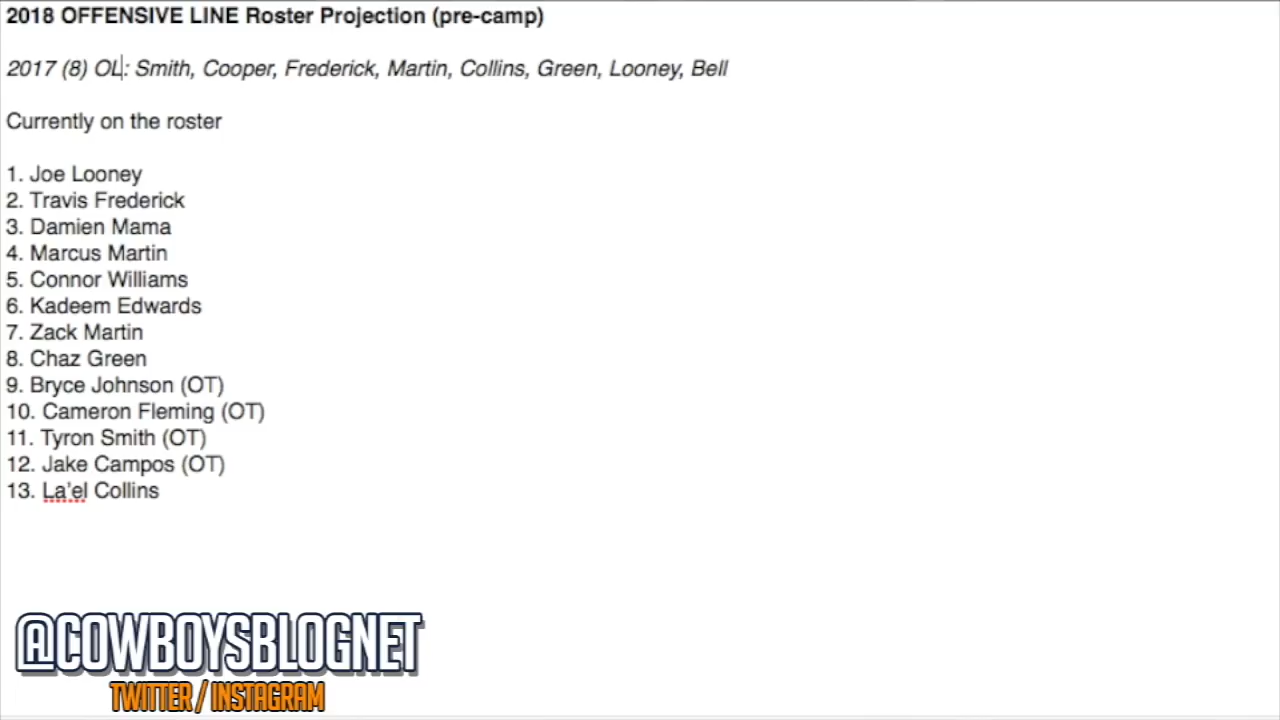 2018 OFFENSIVE LINE Roster Projection (pre-camp)
2017 (8) OL: Smith, Cooper, Frederick, Martin, Collins, Green, Looney, Bell
Currently on the roster
1. Joe Looney
2. Travis Frederick
3. Damien Mama
4. Marcus Martin
5. Connor Williams
6. Kadeem Edwards
7. Zack Martin
8. Chaz Green
9. Bryce Johnson (OT)
10. Cameron Fleming (OT)
11. Tyron Smith (OT)
12. Jake Campos (OT)
13. La'el Collins
@COWBOYSBLOGNET
TWITTER / INSTAGRAM